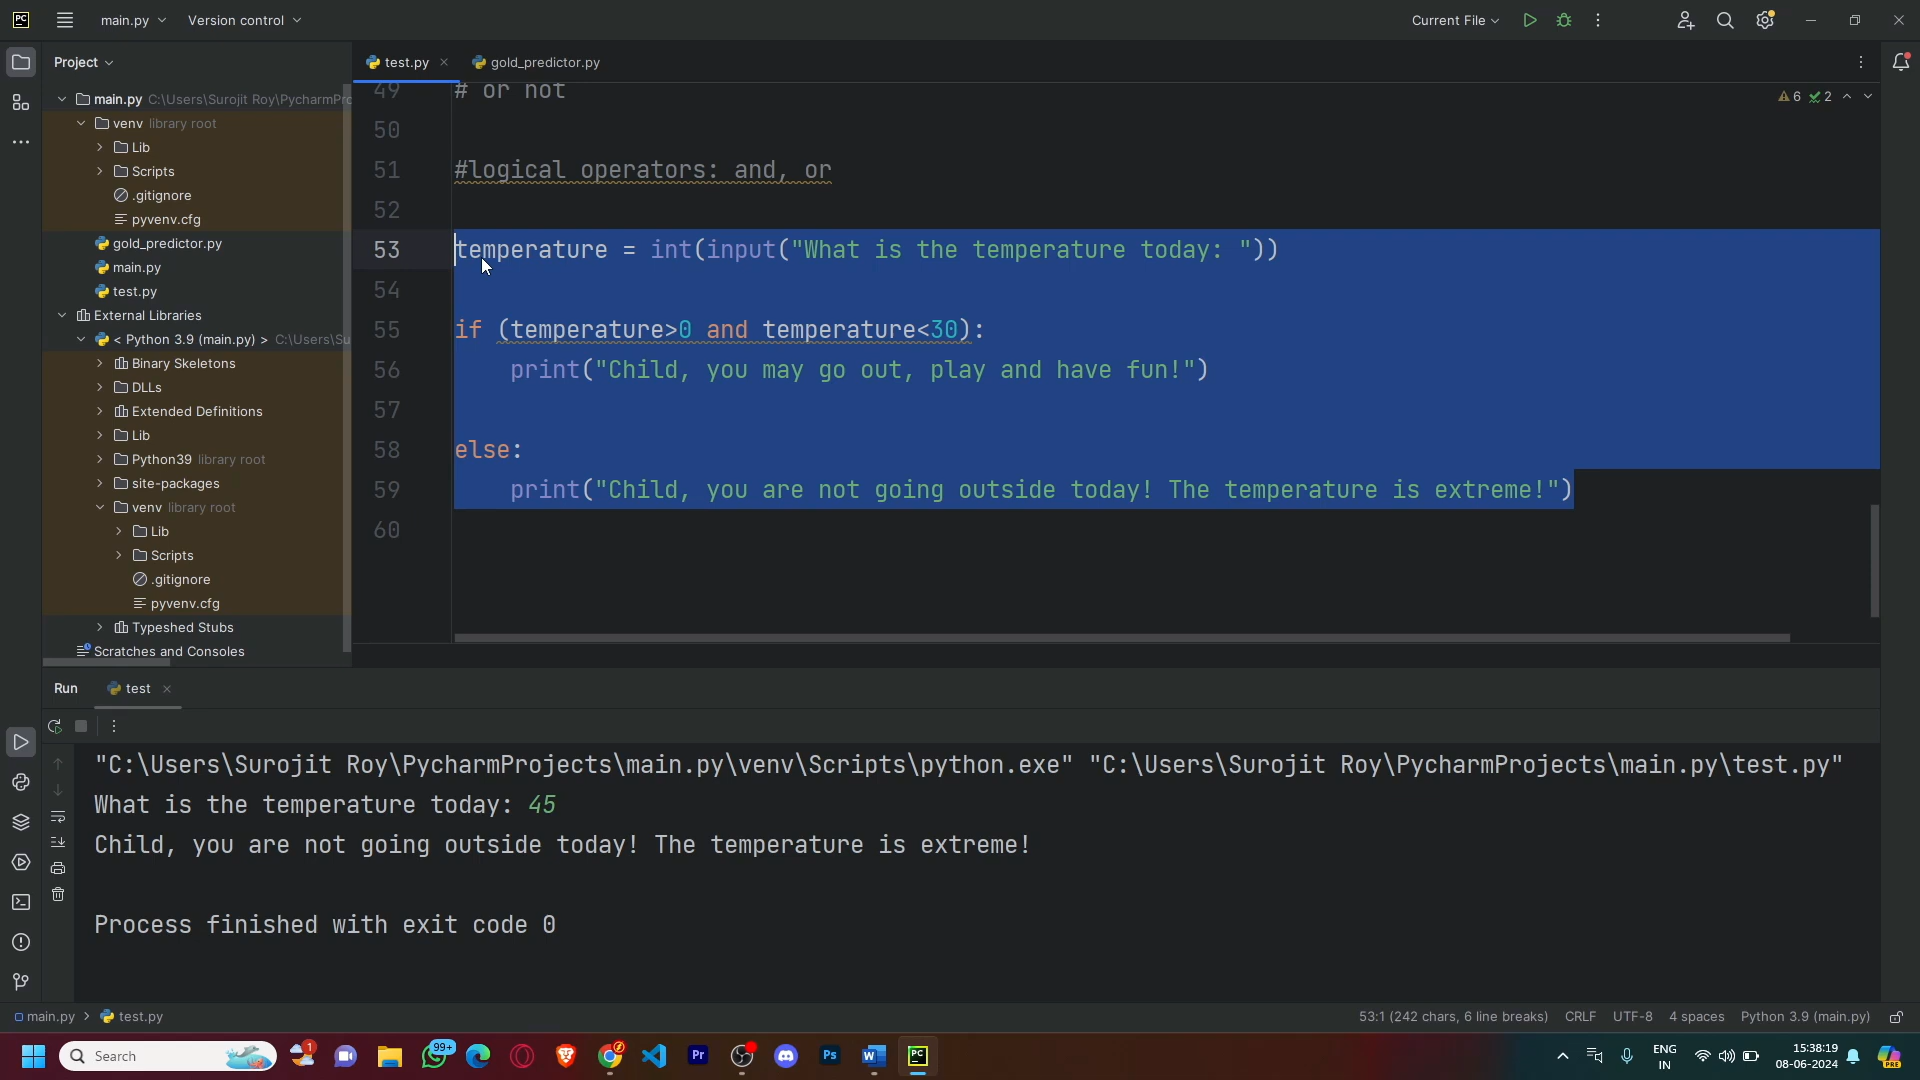 PC main.py Version control Current File
Project
test.py gold_predictor.py
main.py C:\Users\Surojit Roy\PycharmPro
venv library root
Lib
Scripts
.gitignore
pyvenv.cfg
gold_predictor.py
main.py
test.py
External Libraries
< Python 3.9 (main.py) > C:\Users\Su
Binary Skeletons
DLLs
Extended Definitions
Lib
Python39 library root
site-packages
venv library root
Lib
Scripts
.gitignore
pyvenv.cfg
Typeshed Stubs
Scratches and Consoles
6 2
49 # or not
50
51 #logical operators: and, or
52
53 temperature = int(input("What is the temperature today: "))
54
55 if (temperature>0 and temperature<30):
56 print("Child, you may go out, play and have fun!")
57
58 else:
59 print("Child, you are not going outside today! The temperature is extreme!")
60
Run test
"C:\Users\Surojit Roy\PycharmProjects\main.py\venv\Scripts\python.exe" "C:\Users\Surojit Roy\PycharmProjects\main.py\test.py"
What is the temperature today: 45
Child, you are not going outside today! The temperature is extreme!
Process finished with exit code 0
main.py > test.py 53:1 (242 chars, 6 line breaks) CRLF UTF-8 4 spaces Python 3.9 (main.py)
Search 1 99+ Pr Ps W PC ENG IN 15:38:19 08-06-2024 PRE